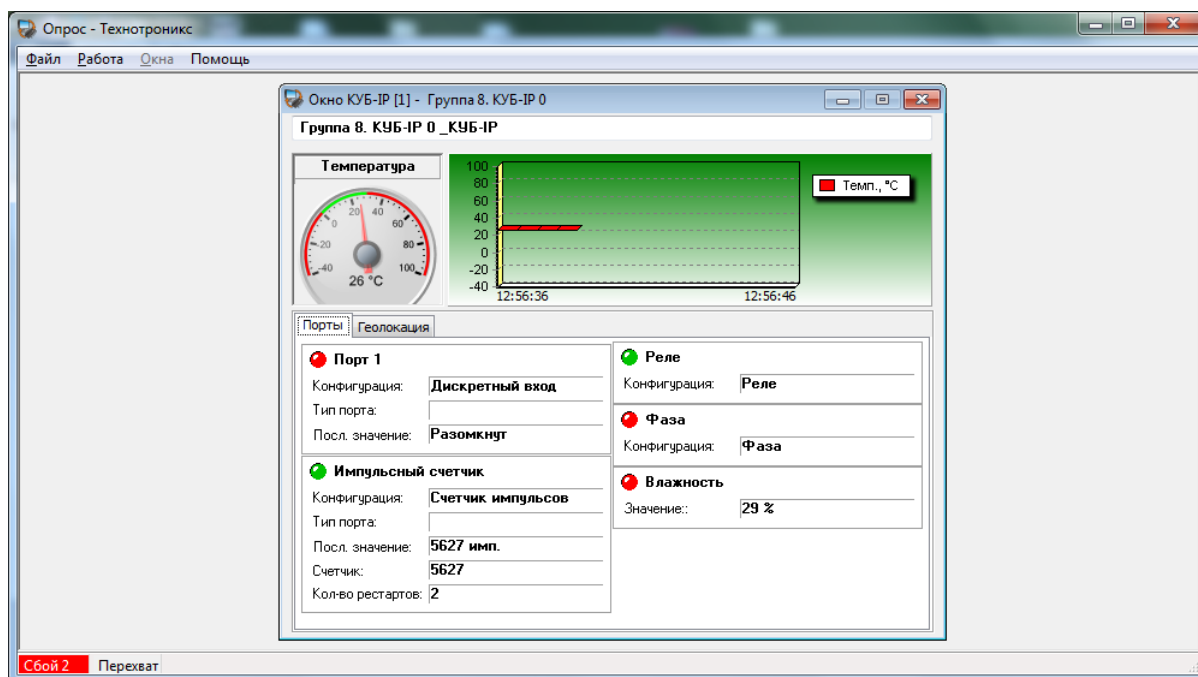 Опрос - Технотроникс
Файл Работа Окна Помощь
Окно КУБ-IP [1] - Группа 8. КУБ-IP 0
Группа 8. КУБ-IP 0 _КУБ-IP
Температура
-40 -20 0 20 40 60 80 100
26 °C
100
80
60
40
20
0
-20
-40
12:56:36 12:56:46
Темп., °C
Порты Геолокация
Порт 1
Конфигурация: Дискретный вход
Тип порта:
Посл. значение: Разомкнут
Импульсный счетчик
Конфигурация: Счетчик импульсов
Тип порта:
Посл. значение: 5627 имп.
Счетчик: 5627
Кол-во рестартов: 2
Реле
Конфигурация: Реле
Фаза
Конфигурация: Фаза
Влажность
Значение:: 29 %
Сбой 2 Перехват